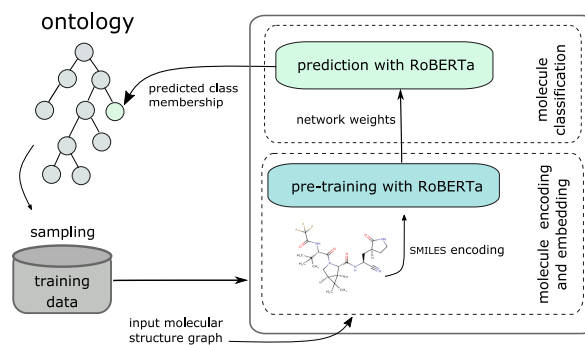 ontology
predicted class
membership
sampling
training
data
input molecular
structure graph
prediction with RoBERTa
network weights
molecule
classification
pre-training with RoBERTa
SMILES encoding
molecule encoding
and embedding